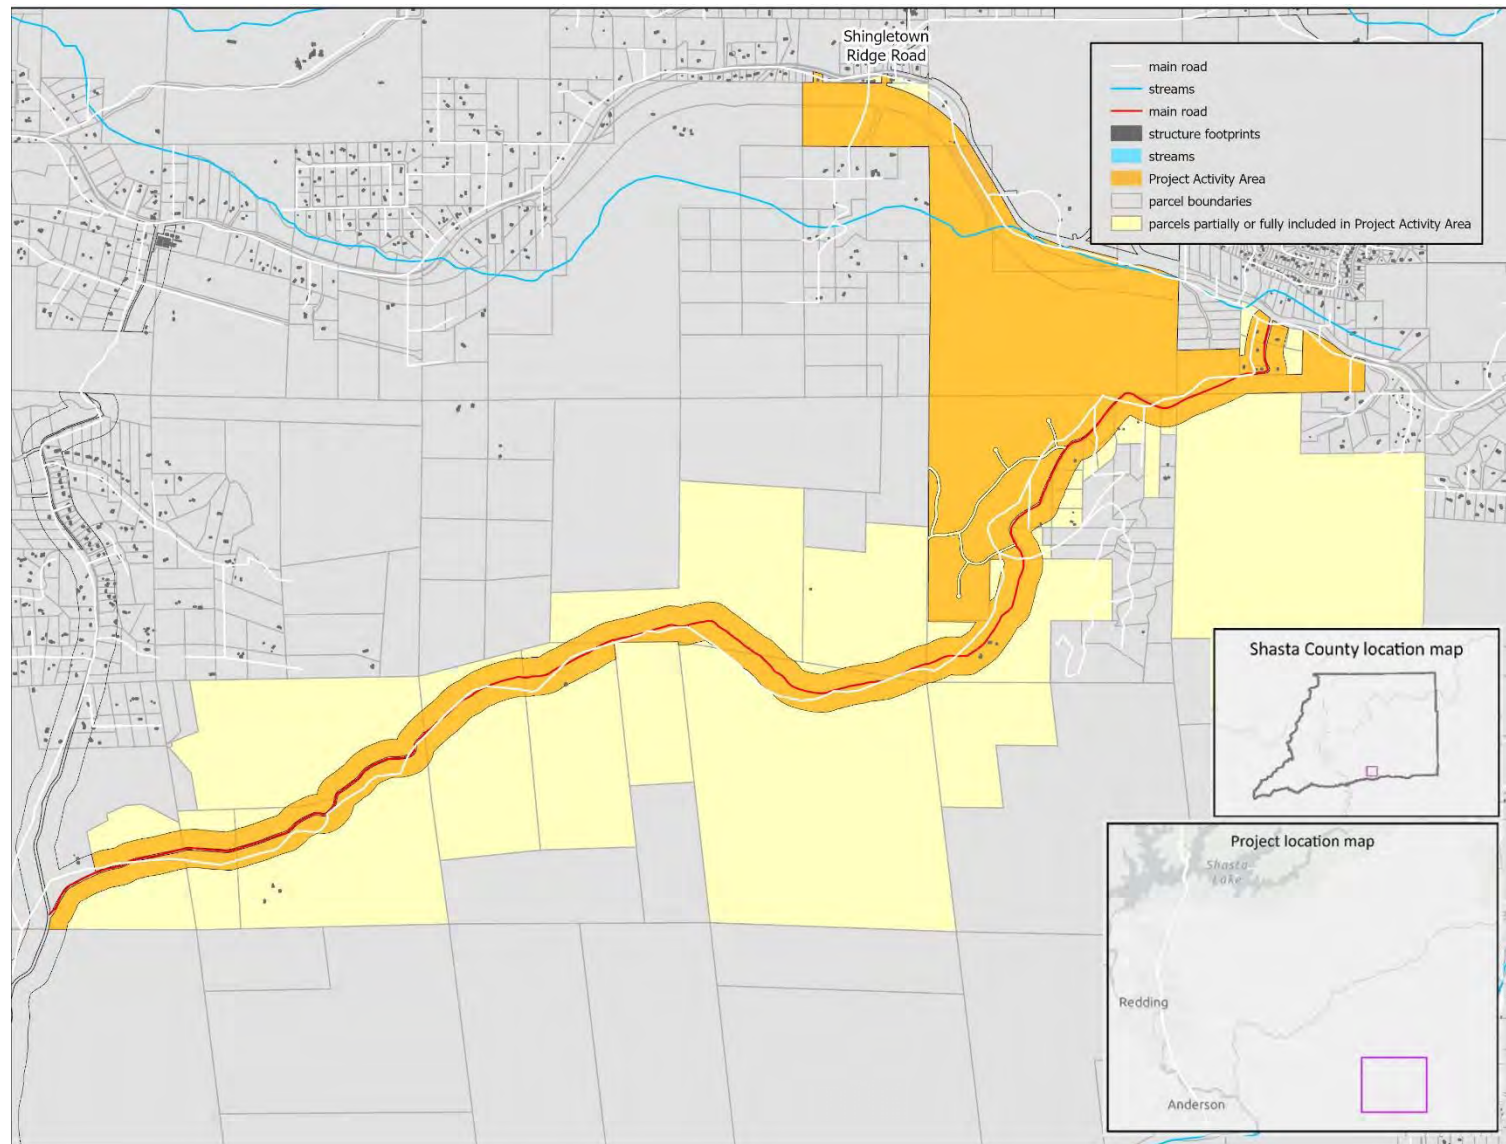 Shingletown
Ridge Road
main road
streams
main road
structure footprints
streams
Project Activity Area
parcel boundaries
parcels partially or fully included in Project Activity Area
Shasta County location map
Project location map
Shasta
Lake
Redding
Anderson